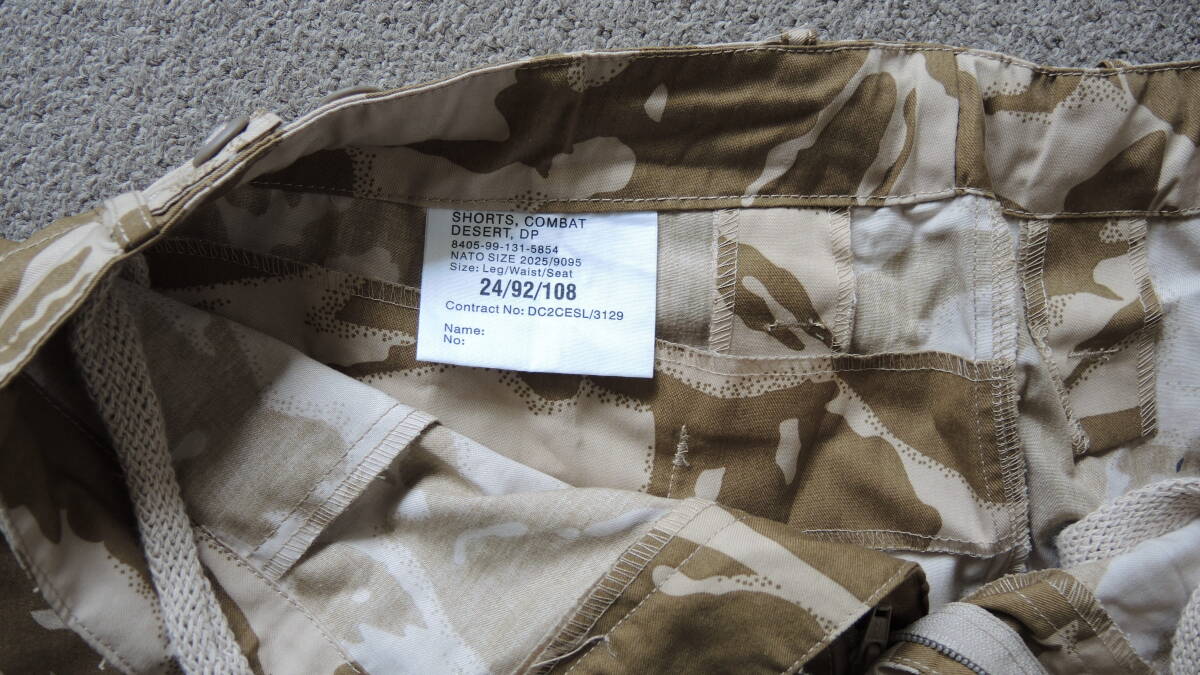 SHORTS, COMBAT
DESERT, DP
8405-99-131-5854
NATO SIZE 2025/9095
Size: Leg/Waist/Seat
24/92/108
Contract No: DC2CESL/3129
Name:
No: